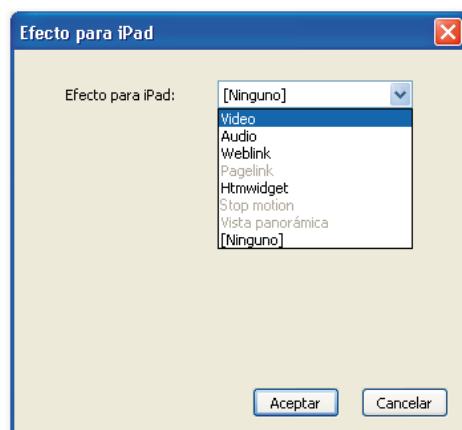 Efecto para iPad
Efecto para iPad: [Ninguno]
Video
Audio
Weblink
Pagelink
Htmwidget
Stop motion
Vista panorámica
[Ninguno]
Aceptar Cancelar